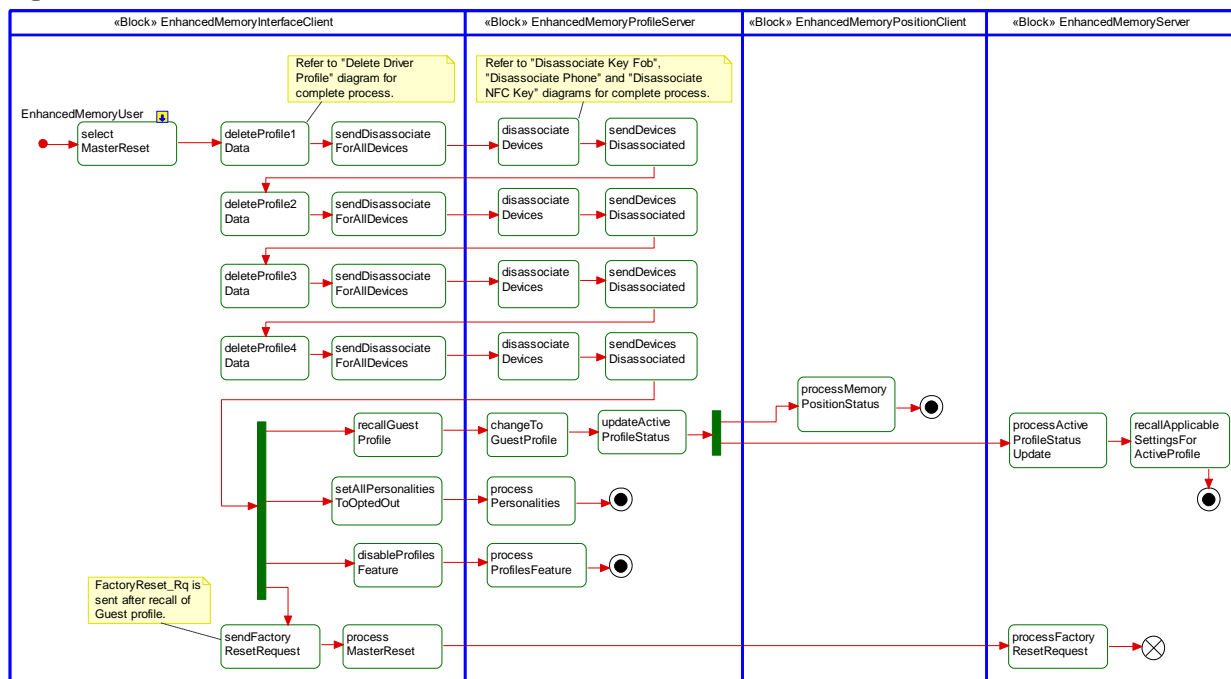 «Block» EnhancedMemoryInterfaceClient
«Block» EnhancedMemoryProfileServer
«Block» EnhancedMemoryPositionClient
«Block» EnhancedMemoryServer
Refer to "Delete Driver
Profile" diagram for
complete process.
Refer to "Disassociate Key Fob",
"Disassociate Phone" and "Disassociate
NFC Key" diagrams for complete process.
EnhancedMemoryUser
select
MasterReset
deleteProfile1
Data
sendDisassociate
ForAllDevices
disassociate
Devices
sendDevices
Disassociated
deleteProfile2
Data
sendDisassociate
ForAllDevices
disassociate
Devices
sendDevices
Disassociated
deleteProfile3
Data
sendDisassociate
ForAllDevices
disassociate
Devices
sendDevices
Disassociated
deleteProfile4
Data
sendDisassociate
ForAllDevices
disassociate
Devices
sendDevices
Disassociated
processMemory
PositionStatus
recallGuest
Profile
changeTo
GuestProfile
updateActive
ProfileStatus
processActive
ProfileStatus
Update
recallApplicable
SettingsFor
ActiveProfile
setAllPersonalities
ToOptedOut
process
Personalities
disableProfiles
Feature
process
ProfilesFeature
FactoryReset_Rq is
sent after recall of
Guest profile.
sendFactory
ResetRequest
process
MasterReset
processFactory
ResetRequest